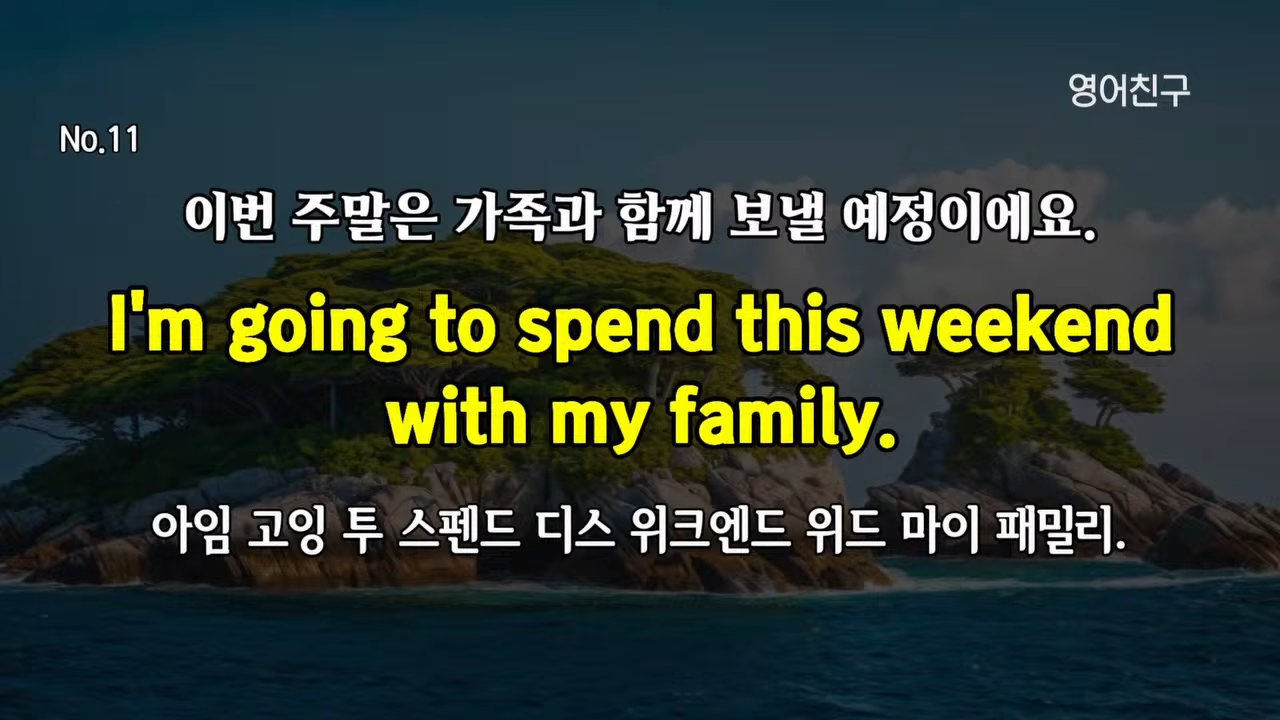 영어친구
No.11
이번 주말은 가족과 함께 보낼 예정이에요.
I'm going to spend this weekend
with my family.
아임 고잉 투 스펜드 디스 위크엔드 위드 마이 패밀리.